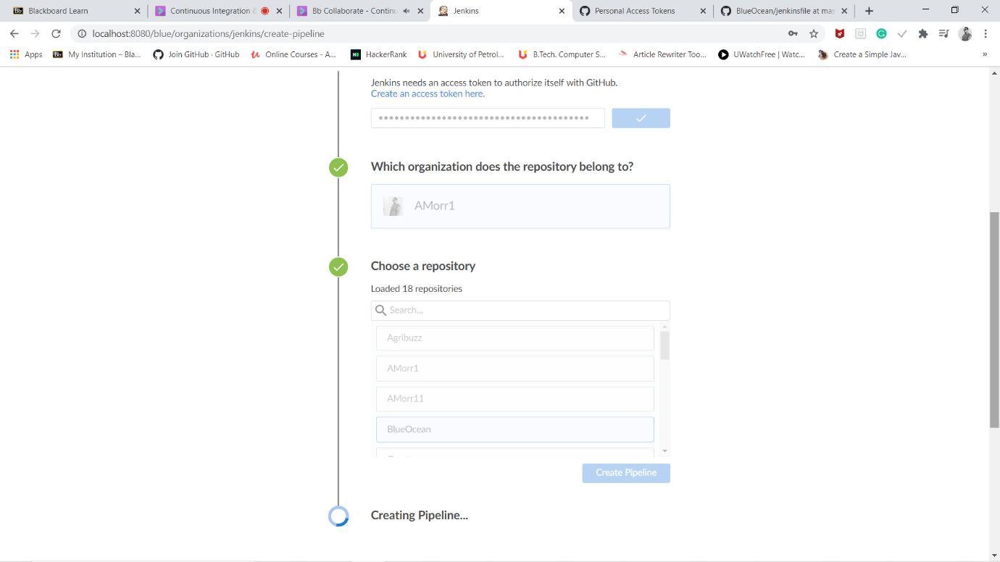 Blackboard Learn
Continuous Integration &
Bb Collaborate - Continu
Jenkins
Personal Access Tokens
BlueOcean/jenkinsfile at mas
localhost:8080/blue/organizations/jenkins/create-pipeline
Apps
My Institution – Bla...
Join GitHub · GitHub
Online Courses - A...
HackerRank
University of Petrol...
B.Tech. Computer S...
Article Rewriter Too...
UWatchFree | Watc...
Create a Simple Jav...
»
Jenkins needs an access token to authorize itself with GitHub.
Create an access token here.
Which organization does the repository belong to?
AMorr1
Choose a repository
Loaded 18 repositories
Search...
Agribuzz
AMorr1
AMorr11
BlueOcean
Create Pipeline
Creating Pipeline...